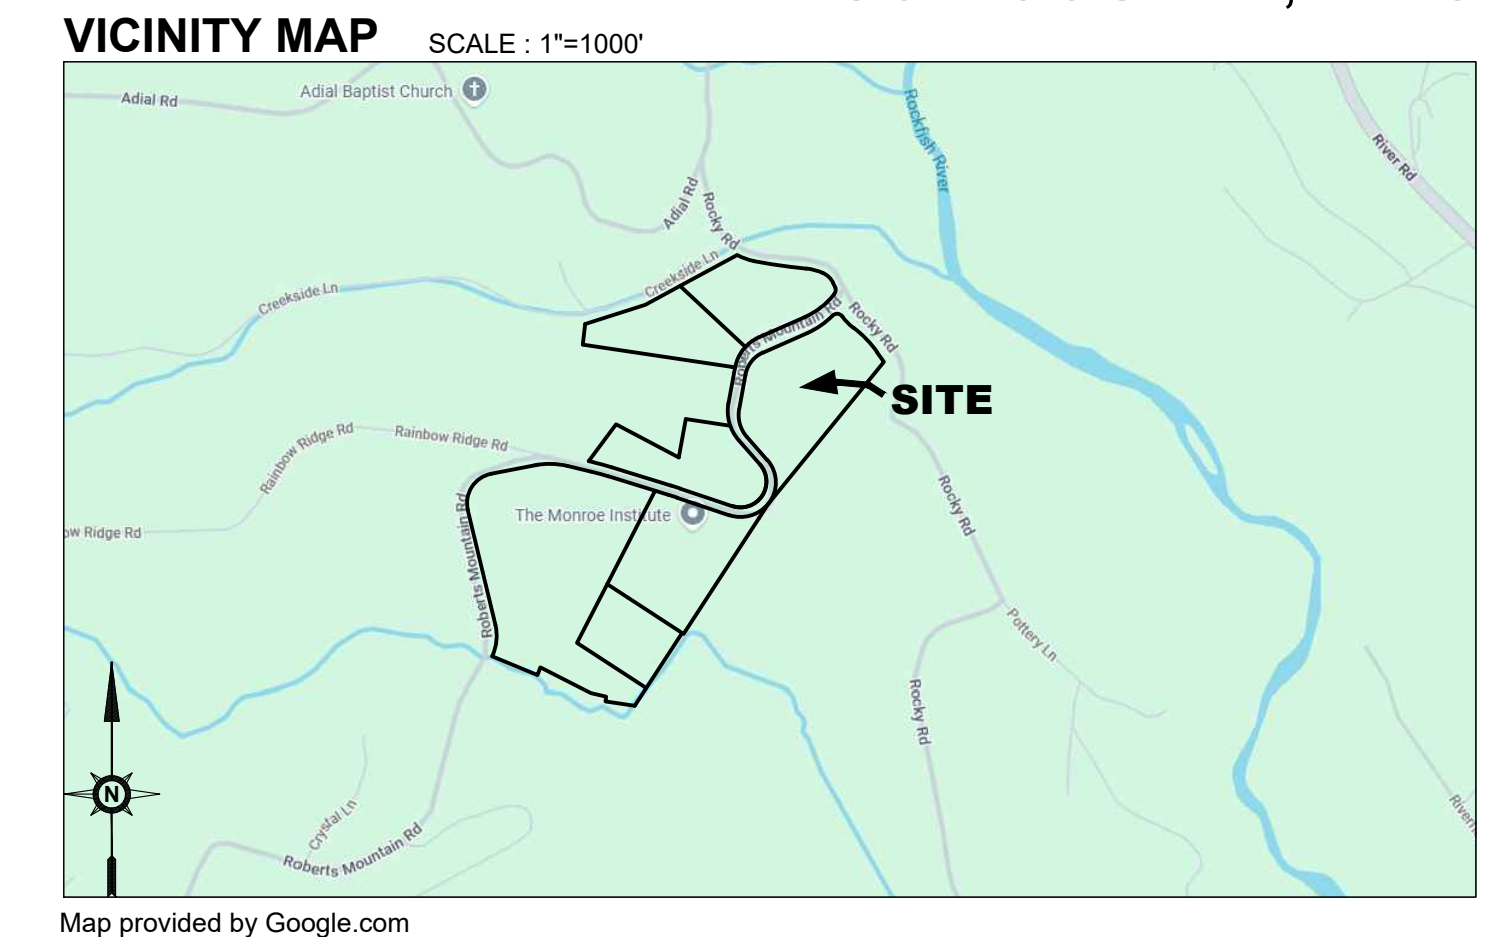 VICINITY MAP SCALE : 1"=1000'
Adial Rd
Adial Baptist Church
Rockfish River
River Rd
Adial Rd
Rocky Rd
Creekside Ln
Creekside Ln
Roberts Mountain Rd
Rocky Rd
SITE
Rainbow Ridge Rd
Rainbow Ridge Rd
ow Ridge Rd
Roberts Mountain Rd
The Monroe Institute
Rocky Rd
Pottery Ln
Rocky Rd
N
Crystal Ln
Roberts Mountain Rd
Map provided by Google.com